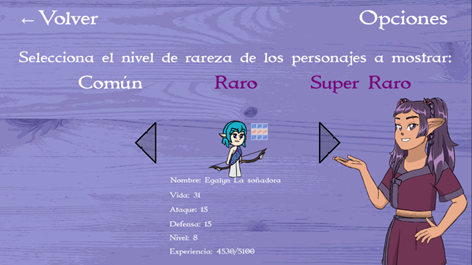 ←Volver
Opciones
Selecciona el nivel de rareza de los personajes a mostrar:
Común Raro Super Raro
Nombre: Egalyn La soñadora
Vida: 31
Ataque: 15
Defensa: 15
Nivel: 8
Experiencia: 4530/5100